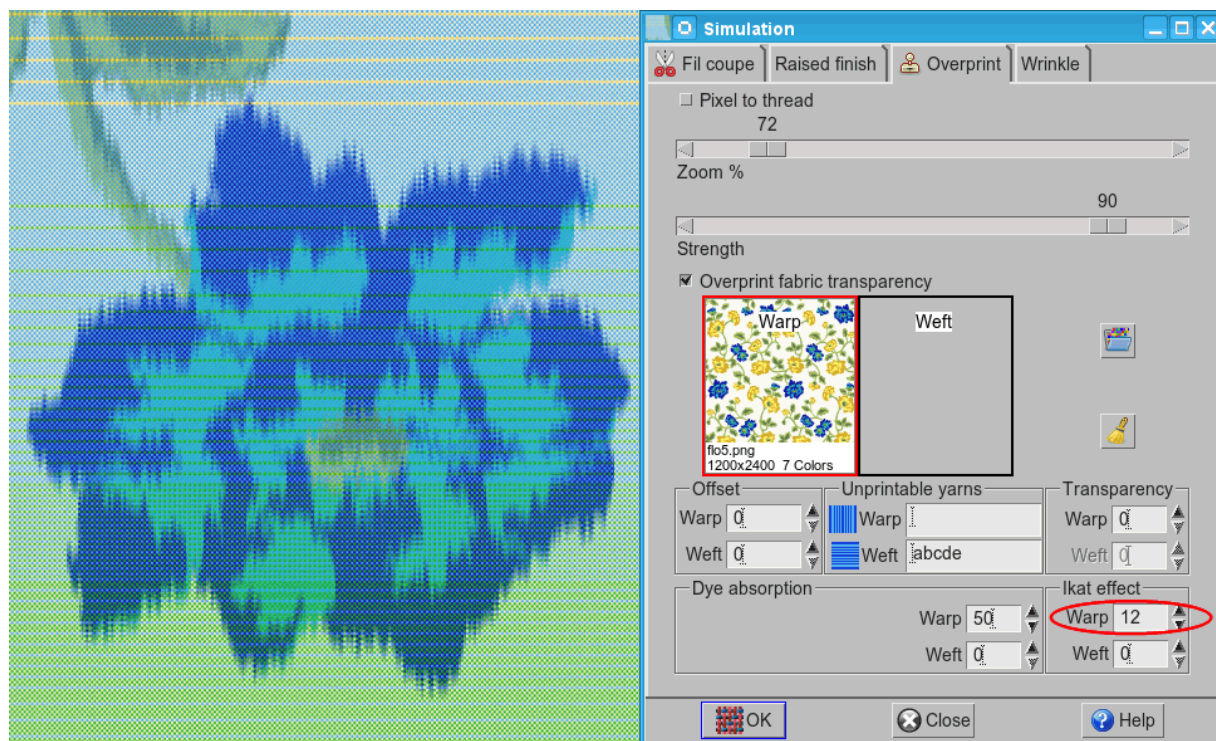 Simulation
Fil coupe Raised finish Overprint Wrinkle
Pixel to thread
72
Zoom %
90
Strength
Overprint fabric transparency
Warp Weft
flo5.png
1200x2400 7 Colors
Offset Unprintable yarns Transparency
Warp 0 Warp Warp 0
Weft 0 Weft abcde Weft 0
Dye absorption Ikat effect
Warp 50 Warp 12
Weft 0 Weft 0
OK Close Help